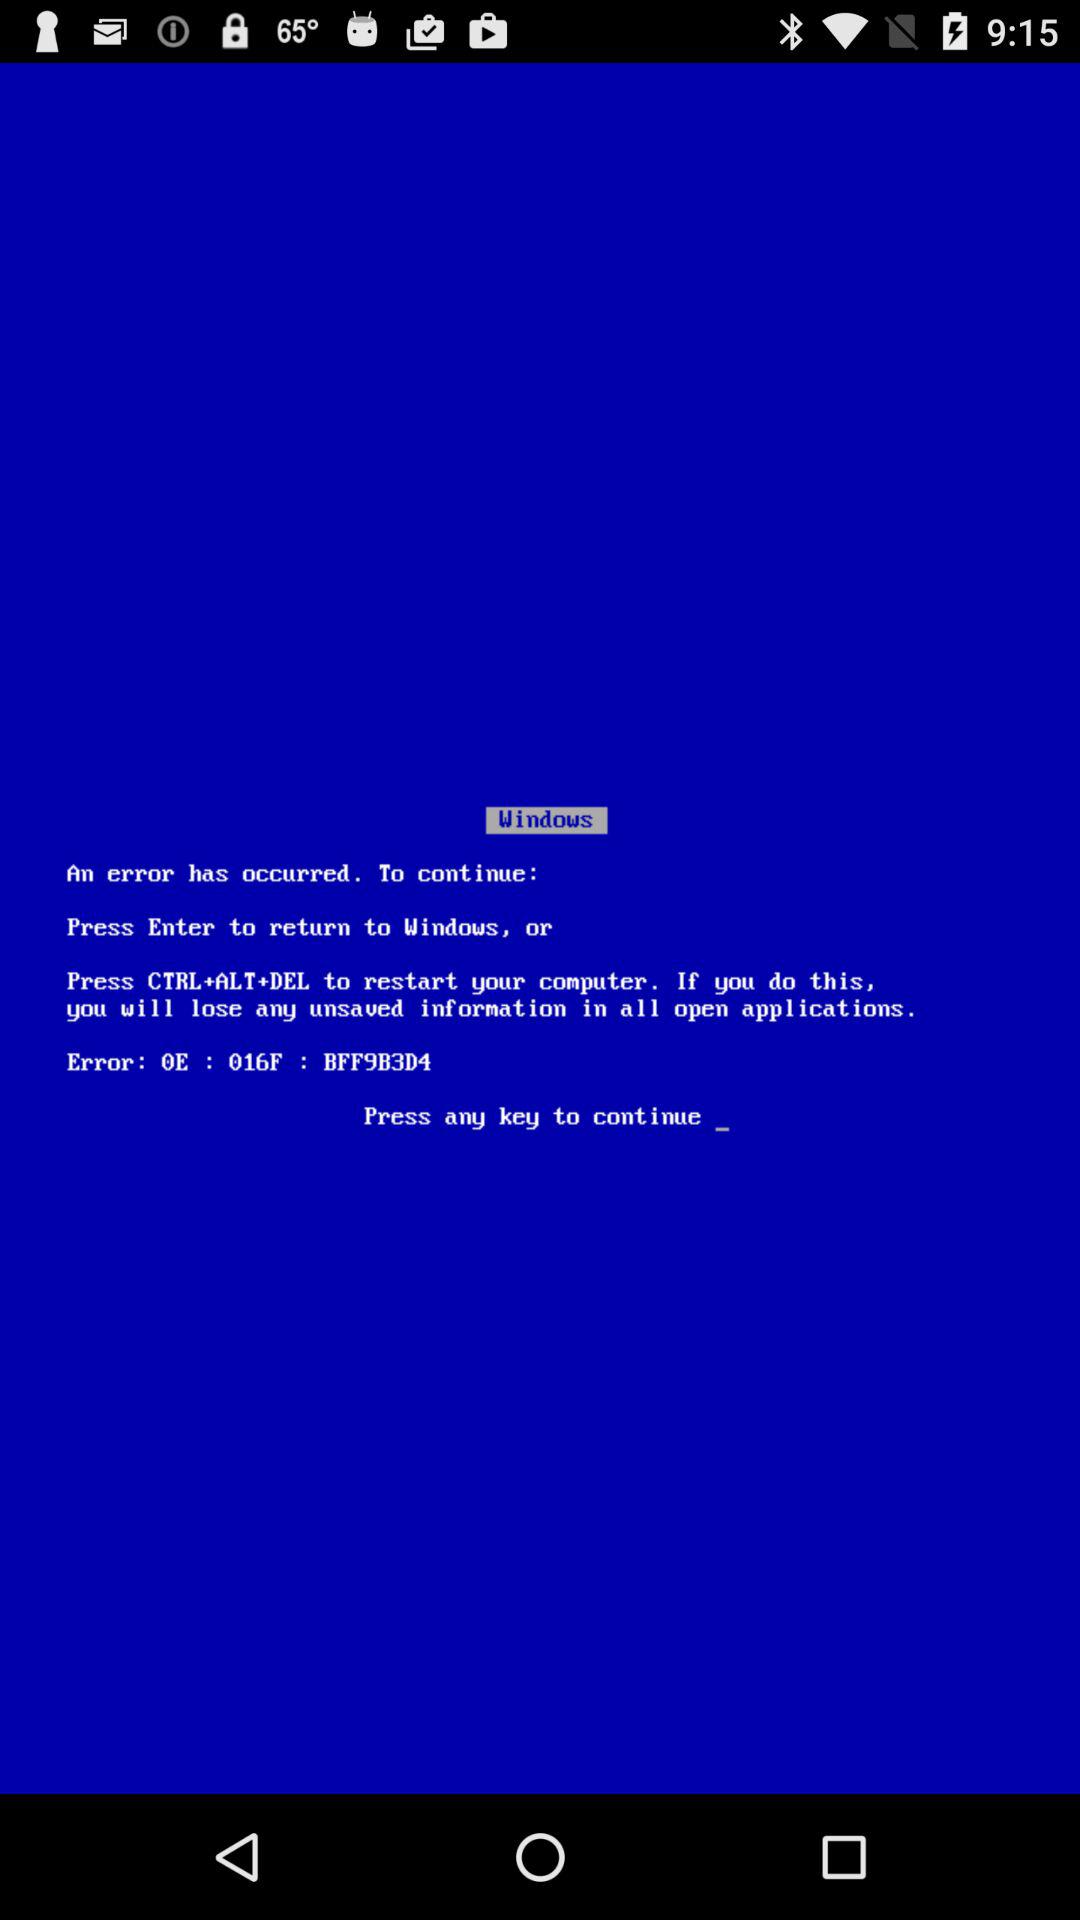 65° 9:15
Windows
An error has occurred. To continue:
Press Enter to return to Windows, or
Press CTRL+ALT+DEL to restart your computer. If you do this,
you will lose any unsaved information in all open applications.
Error: 0E : 016F : BFF9B3D4
Press any key to continue _